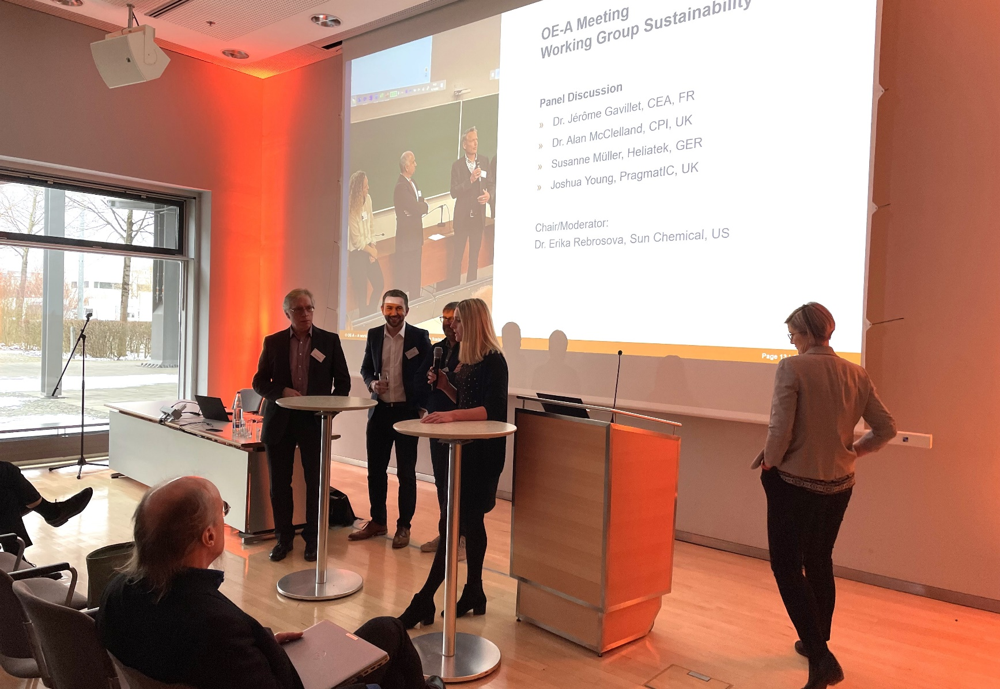 OE-A Meeting
Working Group Sustainability
Panel Discussion
» Dr. Jérôme Gavillet, CEA, FR
» Dr. Alan McClelland, CPI, UK
» Susanne Müller, Heliatek, GER
» Joshua Young, PragmatIC, UK
Chair/Moderator:
Dr. Erika Rebrosova, Sun Chemical, US
© OE-A – A
Page 13